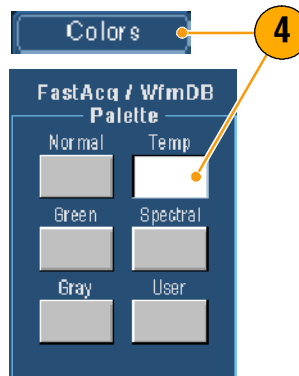 Colors
4
FastAcq / WfmDB
Palette
Normal Temp
Green Spectral
Gray User